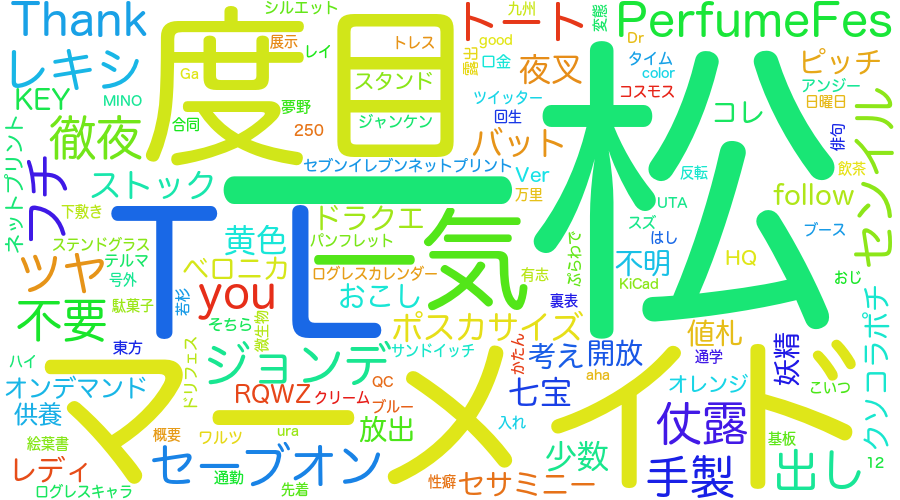 Thank
シルエット
トート
九州
変態
PerfumeFes
度目
松ム
レキシ
展示
レイ
トレス
good
露出
口金
Dr
夜叉
タイム
color
ピッチ
アンジー
日曜日
Ga
スタンド
KEY
MINO
夢野
合同
250
ジャンケン
ツイッター
回生
コスモス
コレ
俳句
センイル
徹夜
バット
セブンイレブンネットプリント
反転
飲茶
ネットプリント
フチ
ストック
一松
Ver
万里
UTA
follow
下敷き
TL
ドラクエ
一気
スズ
はし
ブース
ステンドグラス
黄色
パンフレット
ぷらわで
不明
HQ
ツヤ
テルマ
号外
ベロニカ
ログレスカレンダー
有志
KiCad
おじ
駄菓子
若杉
you
おこし
裏表
不要
そちら
微生物
ポスカサイズ
値札
クソコラポチ
東方
ドリフェス
ジョンデ
サンドイッチ
かたん
考え
開放
通学
妖精
ミッ
ハイ
マーメイド
オンデマンド
RQWZ
クリーム
QC
ブルー
七宝
aha
オレンジ
こいつ
供養
絵葉書
概要
ワルツ
ura
放出
入れ
少数
仗露
基板
レディ
セーブオン
通勤
先着
性癖
セサミニー
手製
出し
12
ログレスキャラ